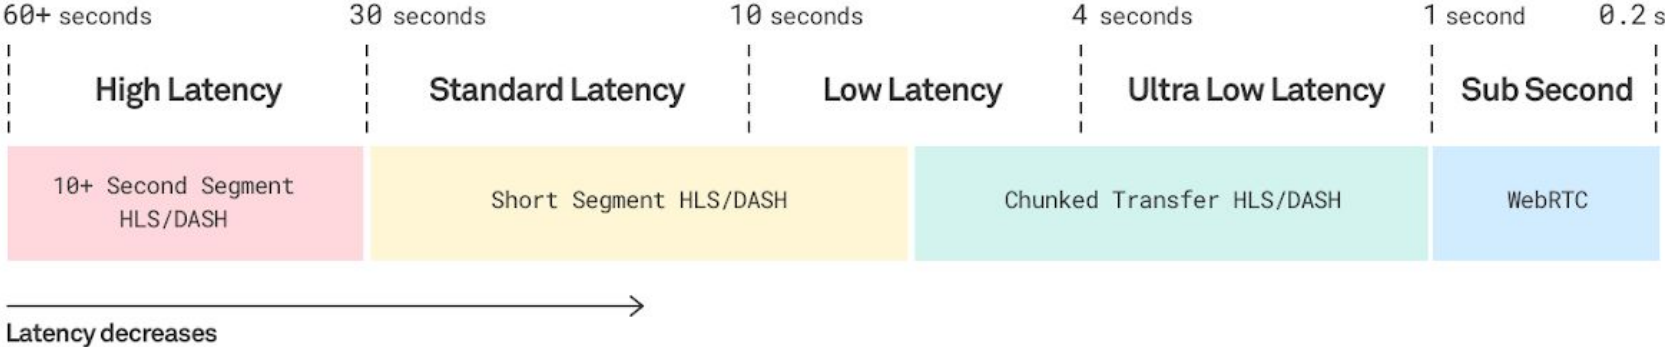 60+ seconds 30 seconds 10 seconds 4 seconds 1 second 0.2 s
High Latency Standard Latency Low Latency Ultra Low Latency Sub Second
10+ Second Segment
HLS/DASH
Short Segment HLS/DASH
Chunked Transfer HLS/DASH
WebRTC
Latency decreases